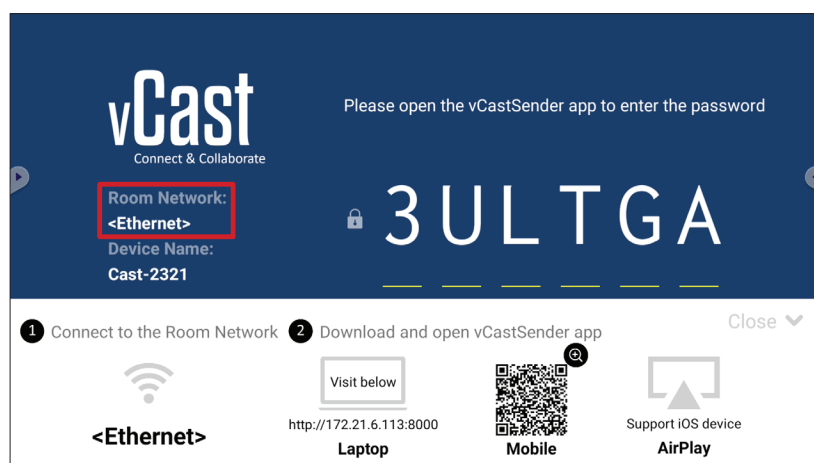 vCast
Connect & Collaborate
Please open the vCastSender app to enter the password
Room Network:
<Ethernet>
Device Name:
Cast-2321
3ULTGA
Close
1 Connect to the Room Network
2 Download and open vCastSender app
<Ethernet>
Visit below
http://172.21.6.113:8000
Laptop
Mobile
Support iOS device
AirPlay